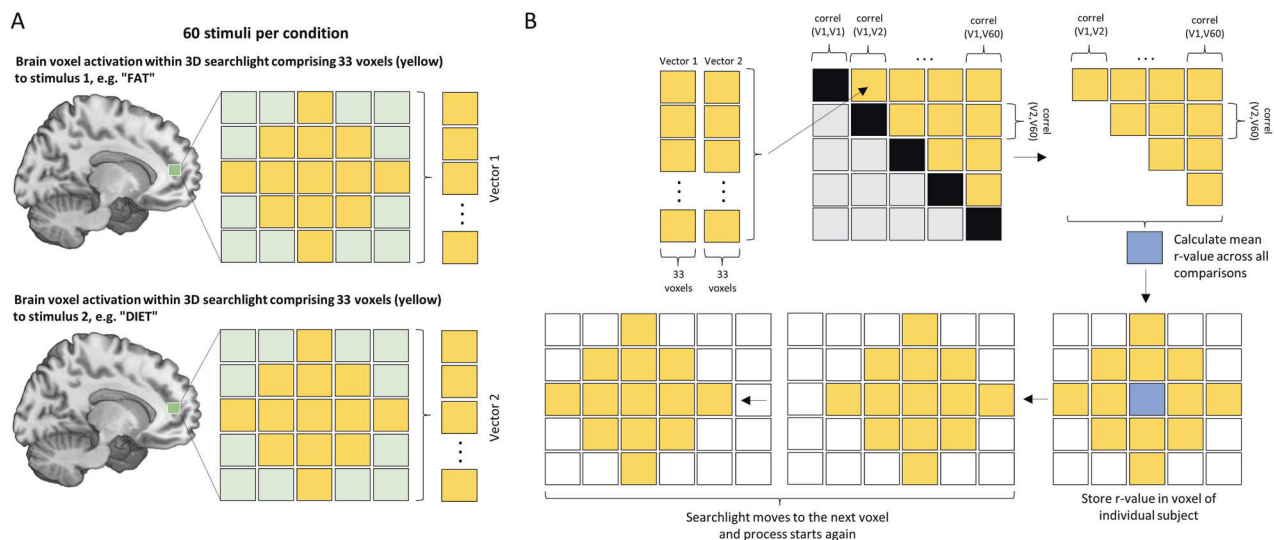 A
60 stimuli per condition
Brain voxel activation within 3D searchlight comprising 33 voxels (yellow)
to stimulus 1, e.g. "FAT"
Vector 1
Brain voxel activation within 3D searchlight comprising 33 voxels (yellow)
to stimulus 2, e.g. "DIET"
Vector 2
B
Vector 1
Vector 2
33
voxels
33
voxels
correl
(V1,V1)
correl
(V1,V2)
...
correl
(V1,V60)
correl
(V2,V60)
correl
(V1,V2)
...
correl
(V1,V60)
correl
(V2,V60)
Calculate mean
r-value across all
comparisons
Store r-value in voxel of
individual subject
Searchlight moves to the next voxel
and process starts again